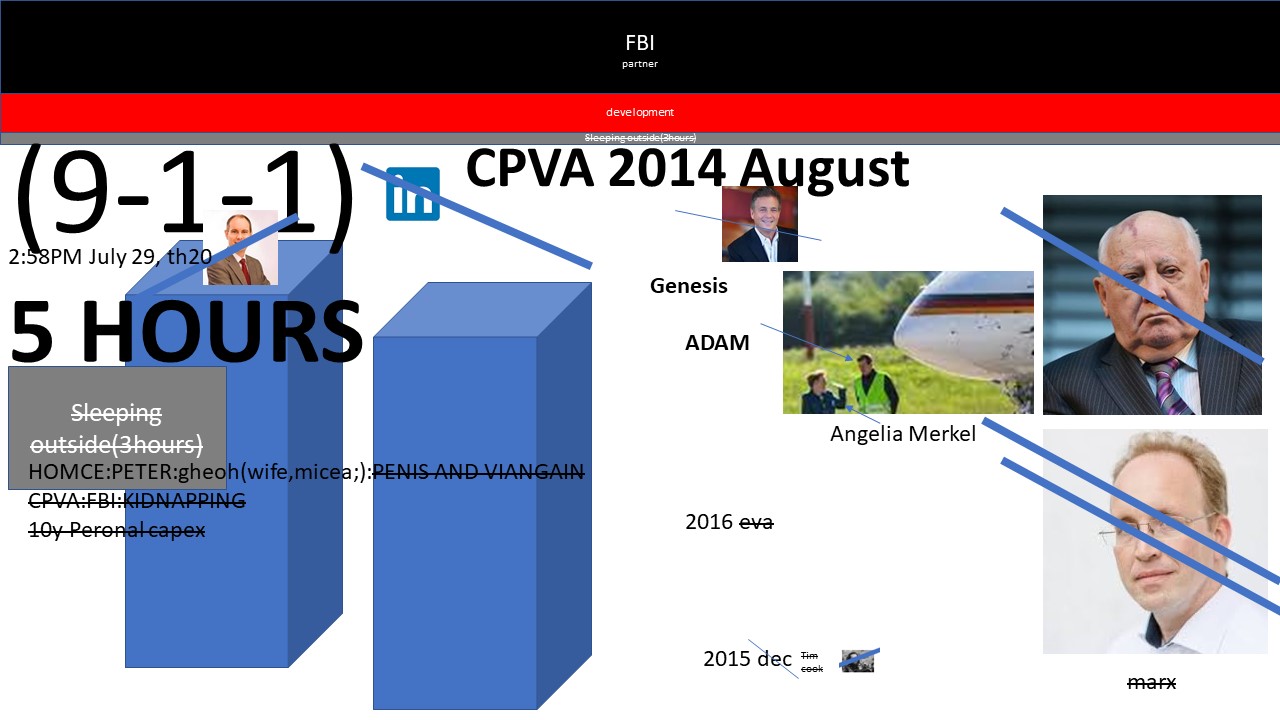 FBI
partner
development
Sleeping outside(3hours)
(9-1-1)
in
CPVA 2014 August
2:58PM July 29, th20
Genesis
5 HOURS
ADAM
Sleeping
outside(3hours)
Angelia Merkel
HOMCE:PETER:gheoh(wife,micea;):PENIS AND VIANGAIN
CPVA:FBI:KIDNAPPING
10y Peronal capex
2016 eva
2015 dec
Tim
cook
marx